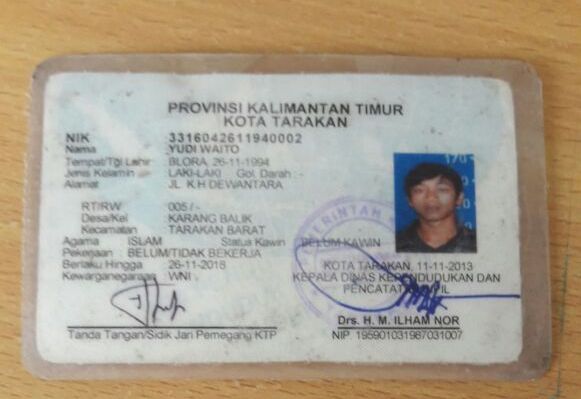 PROVINSI KALIMANTAN TIMUR
KOTA TARAKAN
NIK : 3316042611940002
Nama : YUDI WAITO
Tempat/Tgl Lahir : BLORA, 26-11-1994
Jenis Kelamin : LAKI-LAKI Gol. Darah : -
Alamat : JL. K.H DEWANTARA
RT/RW : 005 / -
Desa/Kel : KARANG BALIK
Kecamatan : TARAKAN BARAT
Agama : ISLAM Status Kawin : BELUM KAWIN
Pekerjaan : BELUM/TIDAK BEKERJA
Berlaku Hingga : 26-11-2018
Kewarganegaraan : WNI
170
KOTA TARAKAN, 11-11-2013
KEPALA DINAS KEPENDUDUKAN DAN
PENCATATAN SIPIL
Drs. H. M. ILHAM NOR
NIP. 195901031987031007
Tanda Tangan/Sidik Jari Pemegang KTP